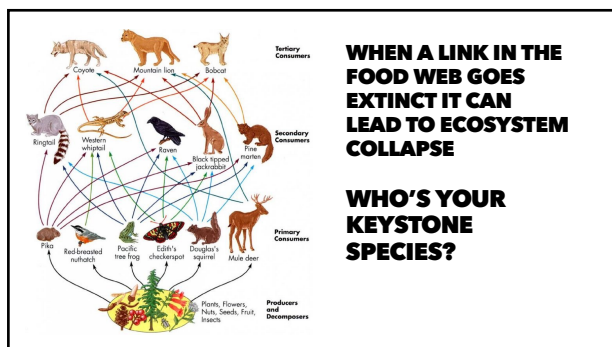 Tertiary
Consumers
Coyote
Mountain lion
Bobcat
WHEN A LINK IN THE
FOOD WEB GOES
EXTINCT IT CAN
LEAD TO ECOSYSTEM
COLLAPSE
WHO'S YOUR
KEYSTONE
SPECIES?
Secondary
Consumers
Ringtail
Western
whiptail
Raven
Black tipped
jackrabbit
Pine
marten
Primary
Consumers
Pika
Red-breasted
nuthatch
Pacific
tree frog
Edith's
checkerspot
Douglas's
squirrel
Mule deer
Plants, Flowers,
Nuts, Seeds, Fruit,
Insects
Producers
and
Decomposers